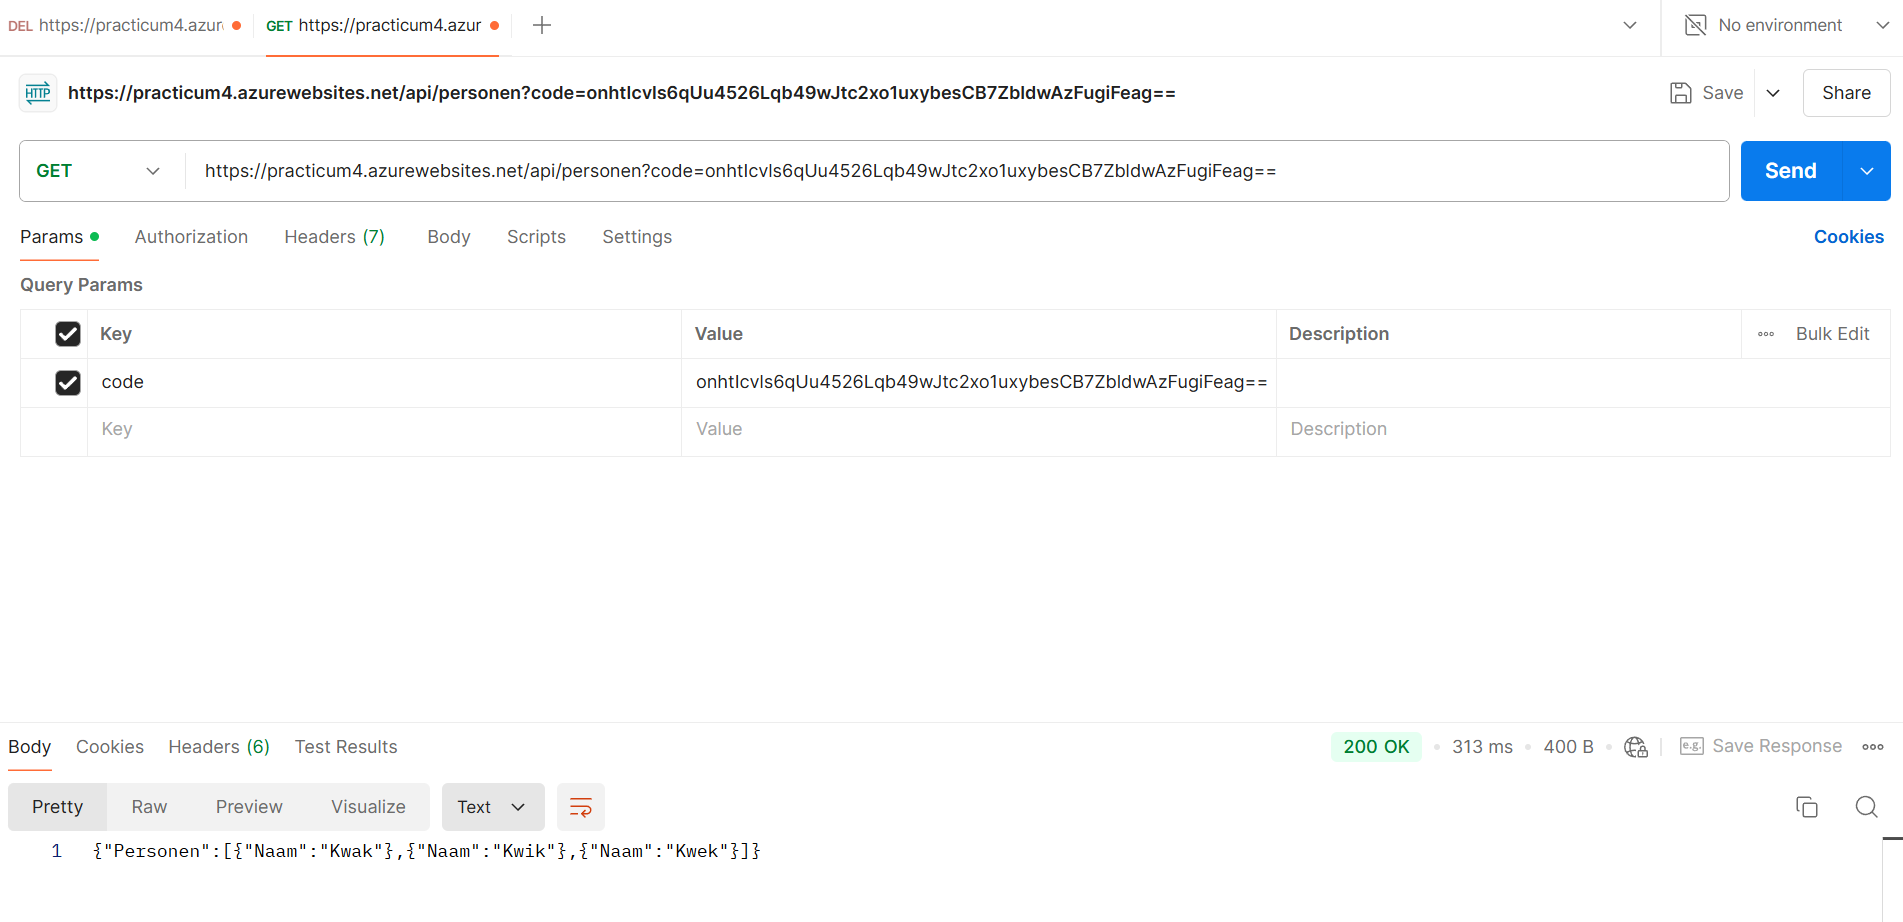 DEL https://practicum4.azur
GET https://practicum4.azur
No environment
HTTP https://practicum4.azurewebsites.net/api/personen?code=onhtIcvIs6qUu4526Lqb49wJtc2xo1uxybesCB7ZbIdwAzFugiFeag==
Save
Share
GET https://practicum4.azurewebsites.net/api/personen?code=onhtIcvIs6qUu4526Lqb49wJtc2xo1uxybesCB7ZbIdwAzFugiFeag==
Send
Params Authorization Headers (7) Body Scripts Settings Cookies
Query Params
Key Value Description Bulk Edit
code onhtIcvIs6qUu4526Lqb49wJtc2xo1uxybesCB7ZbIdwAzFugiFeag==
Key Value Description
Body Cookies Headers (6) Test Results 200 OK 313 ms 400 B e.g. Save Response
Pretty Raw Preview Visualize Text
1 {"Personen":[{"Naam":"Kwak"},{"Naam":"Kwik"},{"Naam":"Kwek"}]}